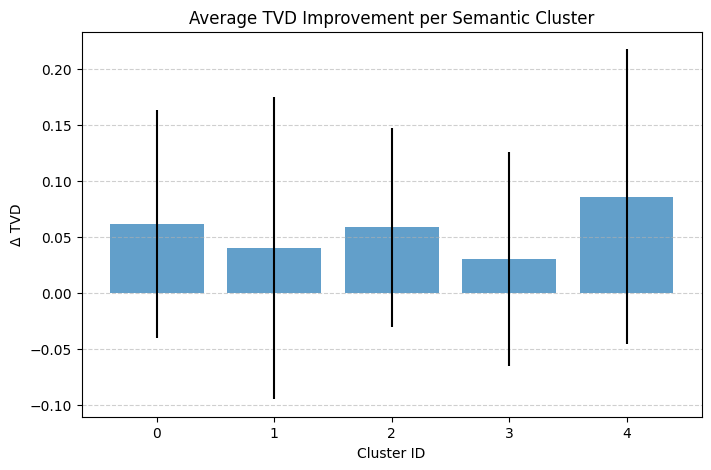 Average TVD Improvement per Semantic Cluster
0.20
0.15
0.10
0.05
0.00
−0.05
−0.10
Δ TVD
0 1 2 3 4
Cluster ID